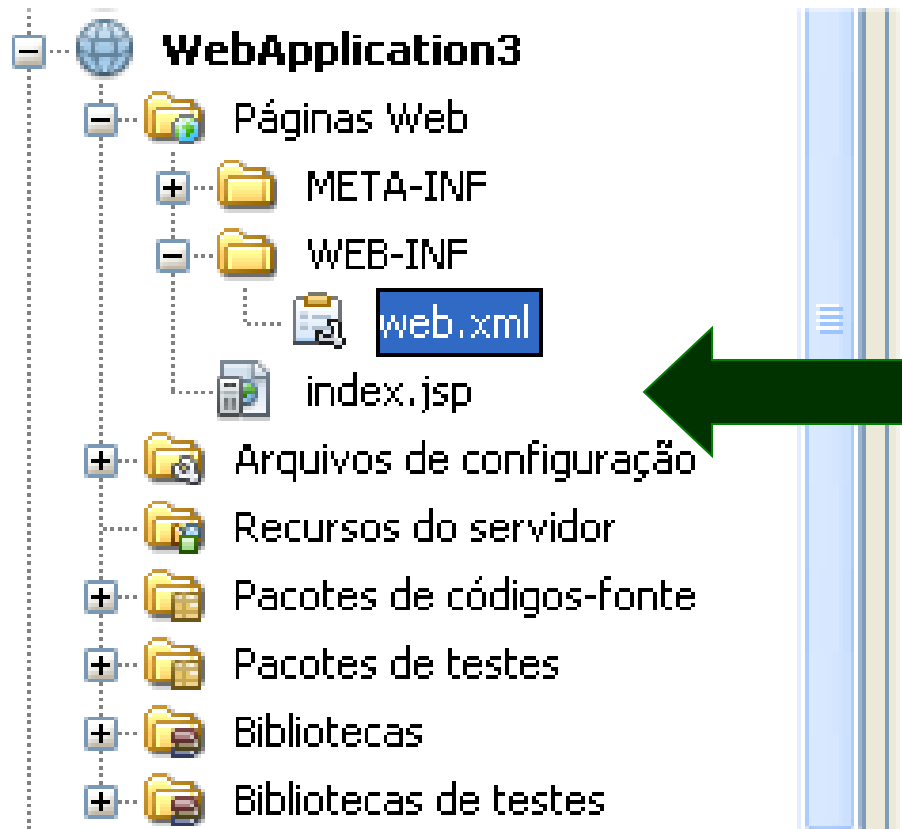 WebApplication3
Páginas Web
META-INF
WEB-INF
web.xml
index.jsp
Arquivos de configuração
Recursos do servidor
Pacotes de códigos-fonte
Pacotes de testes
Bibliotecas
Bibliotecas de testes